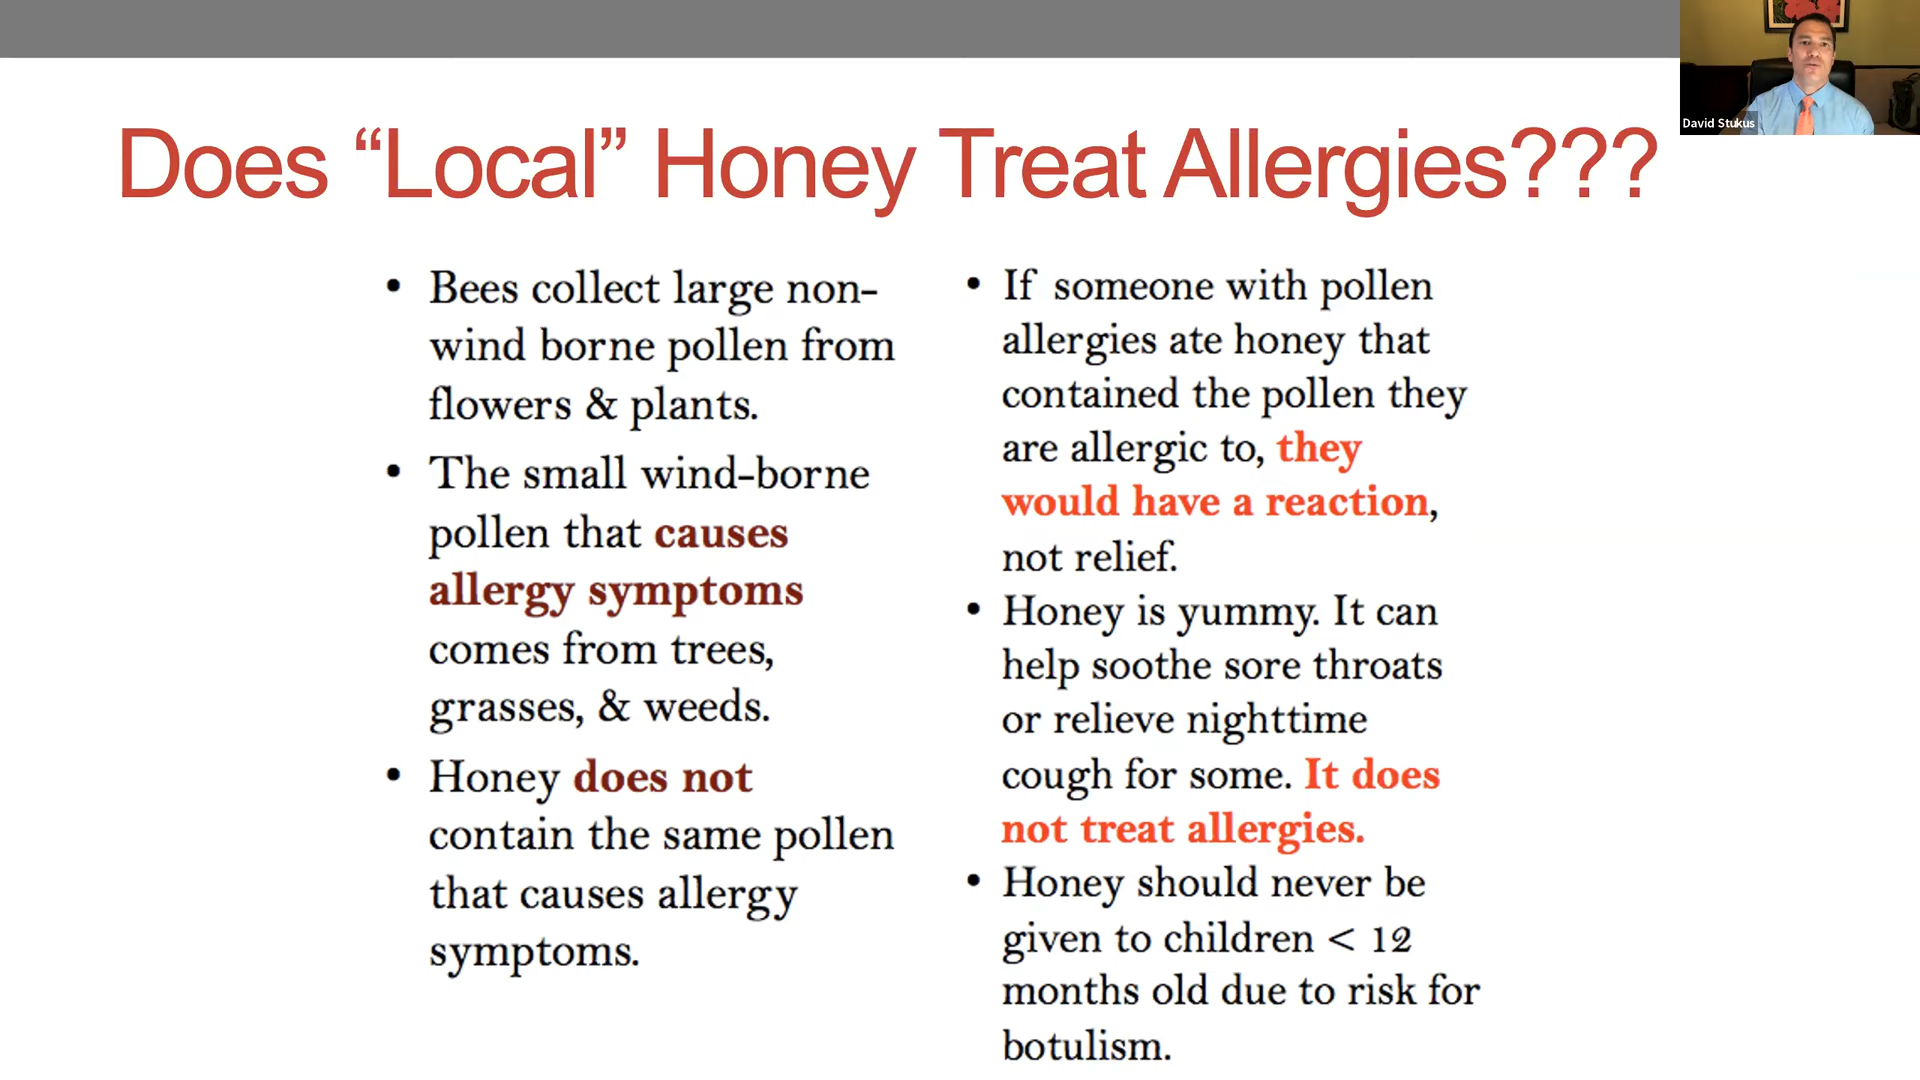 Does “Local” Honey Treat Allergies???
David Stukus
• Bees collect large non-
wind borne pollen from
flowers & plants.
• The small wind-borne
pollen that causes
allergy symptoms
comes from trees,
grasses, & weeds.
• Honey does not
contain the same pollen
that causes allergy
symptoms.
• If someone with pollen
allergies ate honey that
contained the pollen they
are allergic to, they
would have a reaction,
not relief.
• Honey is yummy. It can
help soothe sore throats
or relieve nighttime
cough for some. It does
not treat allergies.
• Honey should never be
given to children < 12
months old due to risk for
botulism.